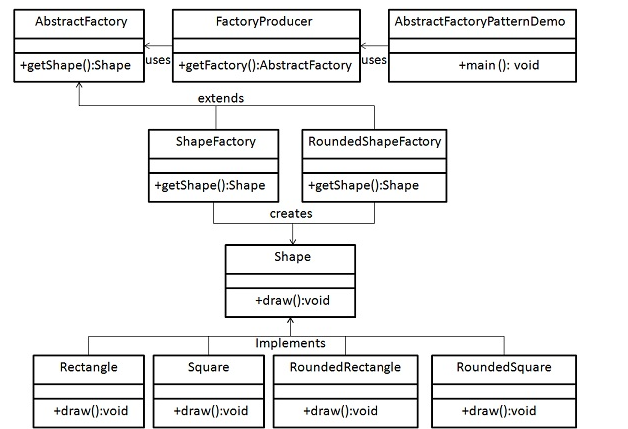 AbstractFactory
+getShape():Shape
uses
FactoryProducer
+getFactory():AbstractFactory
uses
AbstractFactoryPatternDemo
+main (): void
extends
ShapeFactory
+getShape():Shape
RoundedShapeFactory
+getShape():Shape
creates
Shape
+draw():void
Implements
Rectangle
+draw():void
Square
+draw():void
RoundedRectangle
+draw():void
RoundedSquare
+draw():void